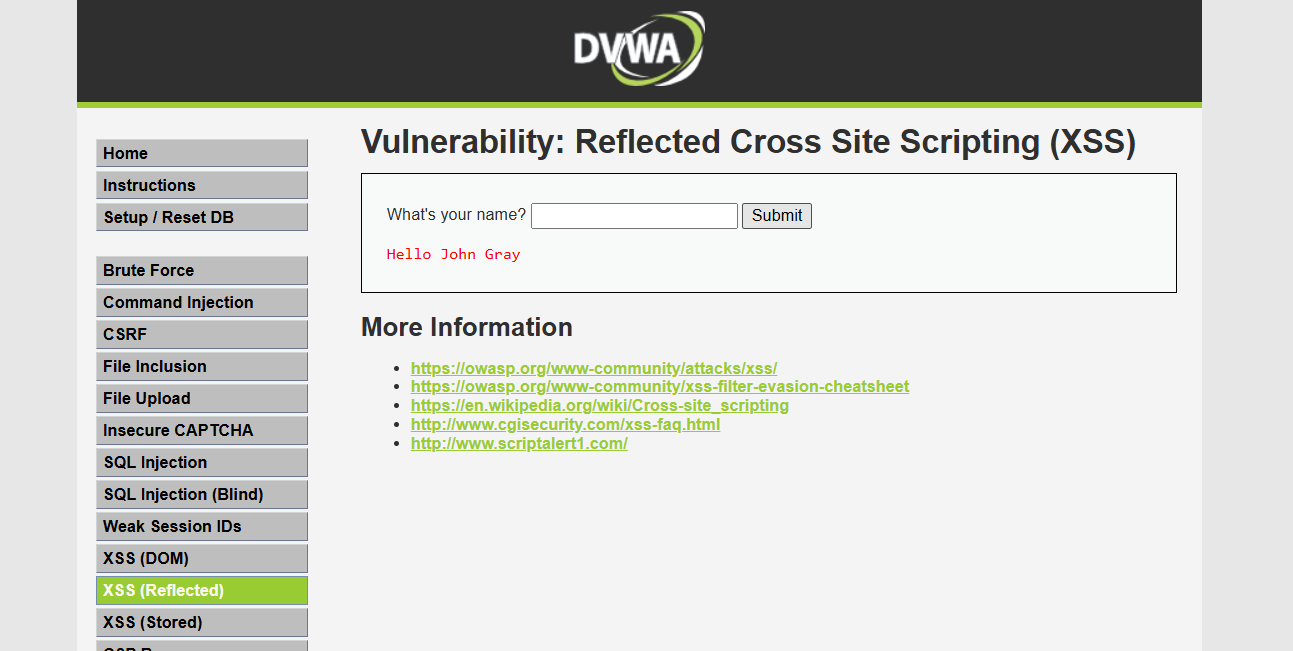 DVWA
Home
Instructions
Setup / Reset DB
Brute Force
Command Injection
CSRF
File Inclusion
File Upload
Insecure CAPTCHA
SQL Injection
SQL Injection (Blind)
Weak Session IDs
XSS (DOM)
XSS (Reflected)
XSS (Stored)
Vulnerability: Reflected Cross Site Scripting (XSS)
What's your name? Submit
Hello John Gray
More Information
https://owasp.org/www-community/attacks/xss/
https://owasp.org/www-community/xss-filter-evasion-cheatsheet
https://en.wikipedia.org/wiki/Cross-site_scripting
http://www.cgisecurity.com/xss-faq.html
http://www.scriptalert1.com/